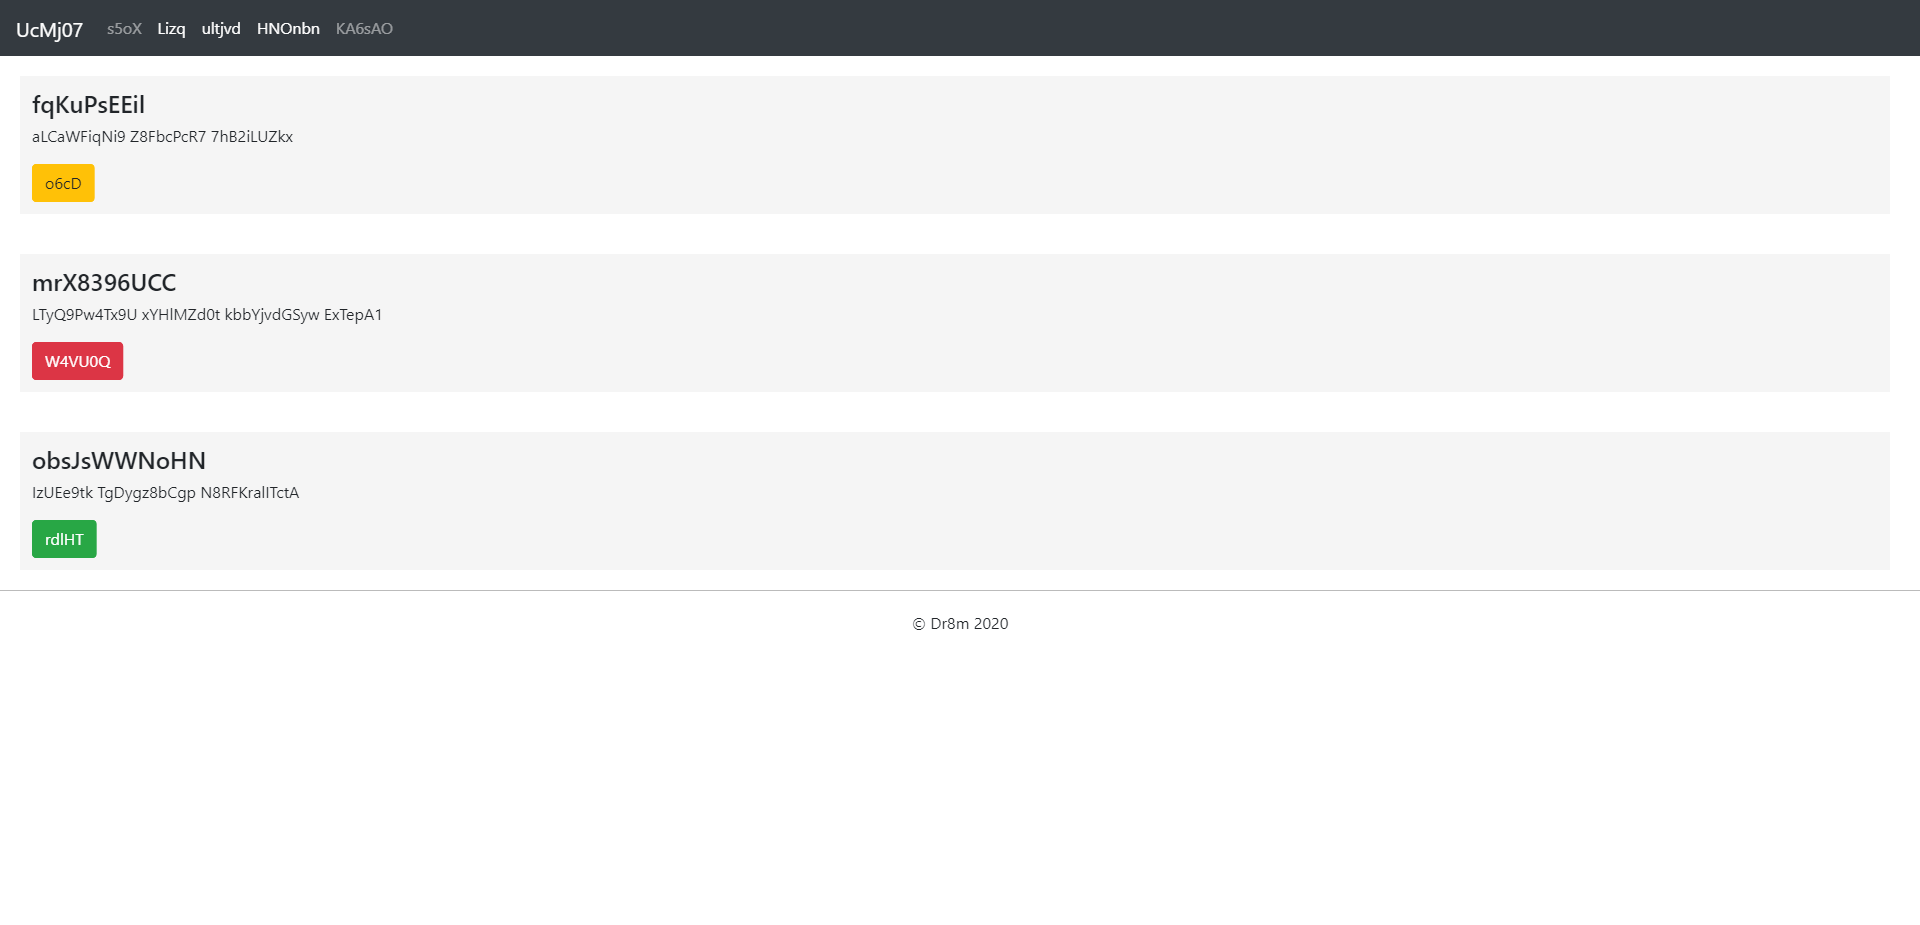 UcMj07 s5oX Lizq ultjvd HNOnbn KA6sAO
fqKuPsEEil
aLCaWFiqNi9 Z8FbcPcR7 7hB2iLUZkx
o6cD
mrX8396UCC
LTyQ9Pw4Tx9U xYHlMZd0t kbbYjvdGSyw ExTepA1
W4VU0Q
obsJsWWNoHN
IzUEe9tk TgDygz8bCgp N8RFKralITctA
rdlHT
© Dr8m 2020